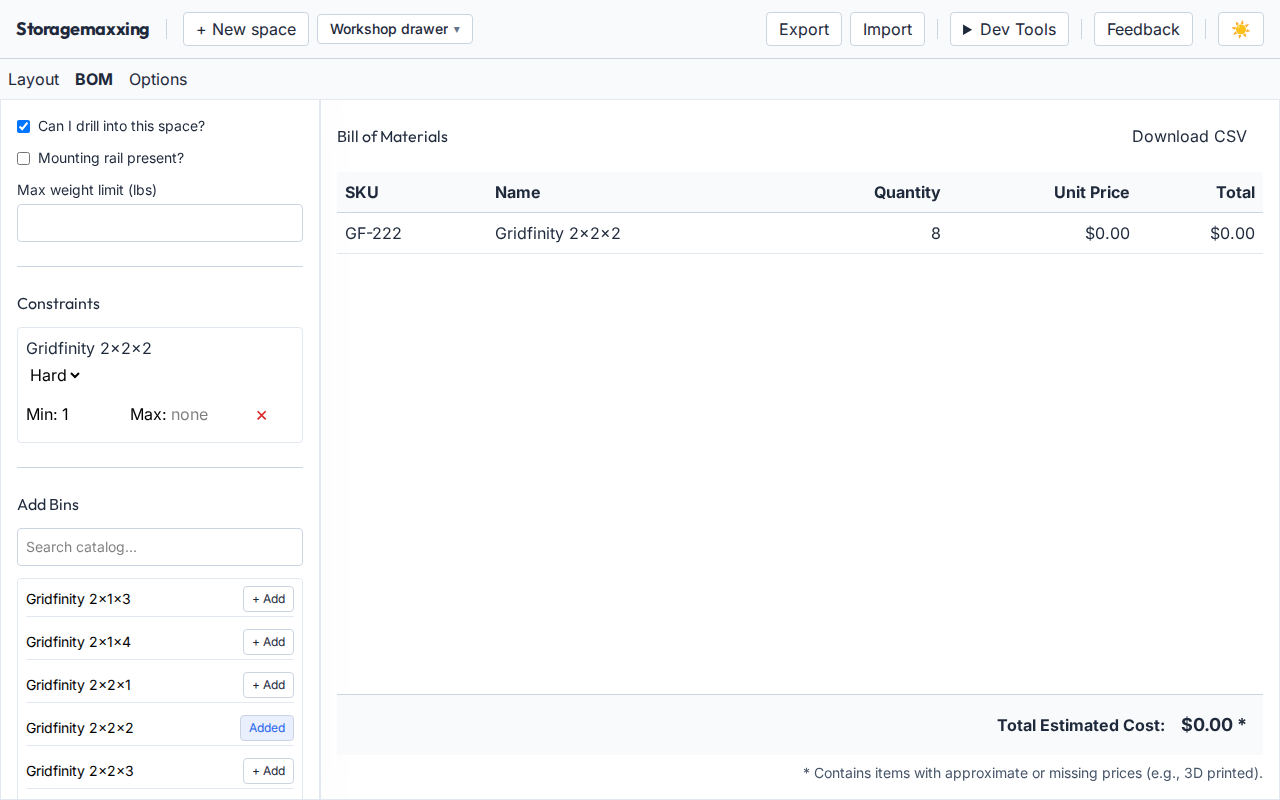 Storagemaxxing
+ New space
Workshop drawer ▾
Export
Import
▶ Dev Tools
Feedback
Layout
BOM
Options
Can I drill into this space?
Mounting rail present?
Max weight limit (lbs)
Constraints
Gridfinity 2×2×2
Hard
Min: 1
Max: none
×
Add Bins
Search catalog...
Gridfinity 2×1×3
+ Add
Gridfinity 2×1×4
+ Add
Gridfinity 2×2×1
+ Add
Gridfinity 2×2×2
Added
Gridfinity 2×2×3
+ Add
Bill of Materials
Download CSV
SKU Name Quantity Unit Price Total
GF-222 Gridfinity 2×2×2 8 $0.00 $0.00
Total Estimated Cost: $0.00 *
* Contains items with approximate or missing prices (e.g., 3D printed).